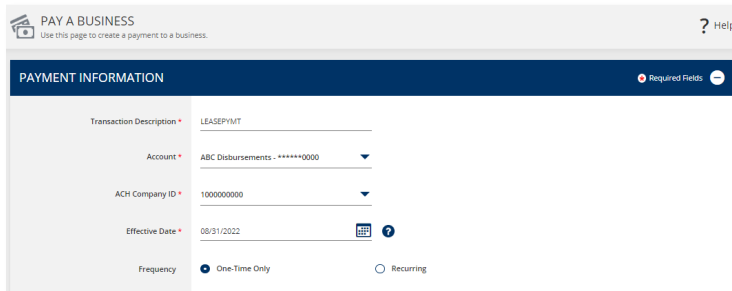 PAY A BUSINESS
Use this page to create a payment to a business.
? Help
PAYMENT INFORMATION
Required Fields
Transaction Description * LEASEPYMT
Account * ABC Disbursements - ******0000
ACH Company ID * 1000000000
Effective Date * 08/31/2022 ?
Frequency One-Time Only Recurring